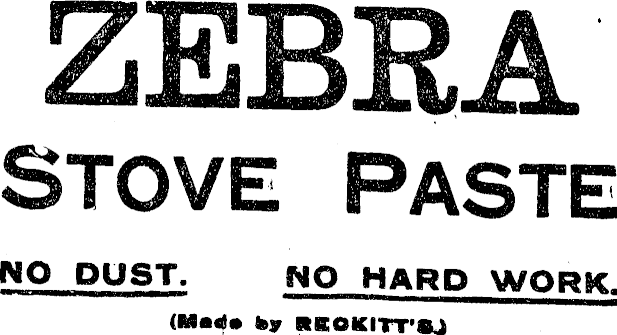 ZEBRA
STOVE PASTE
NO DUST. NO HARD WORK.
(Made by RECKITT'S.)